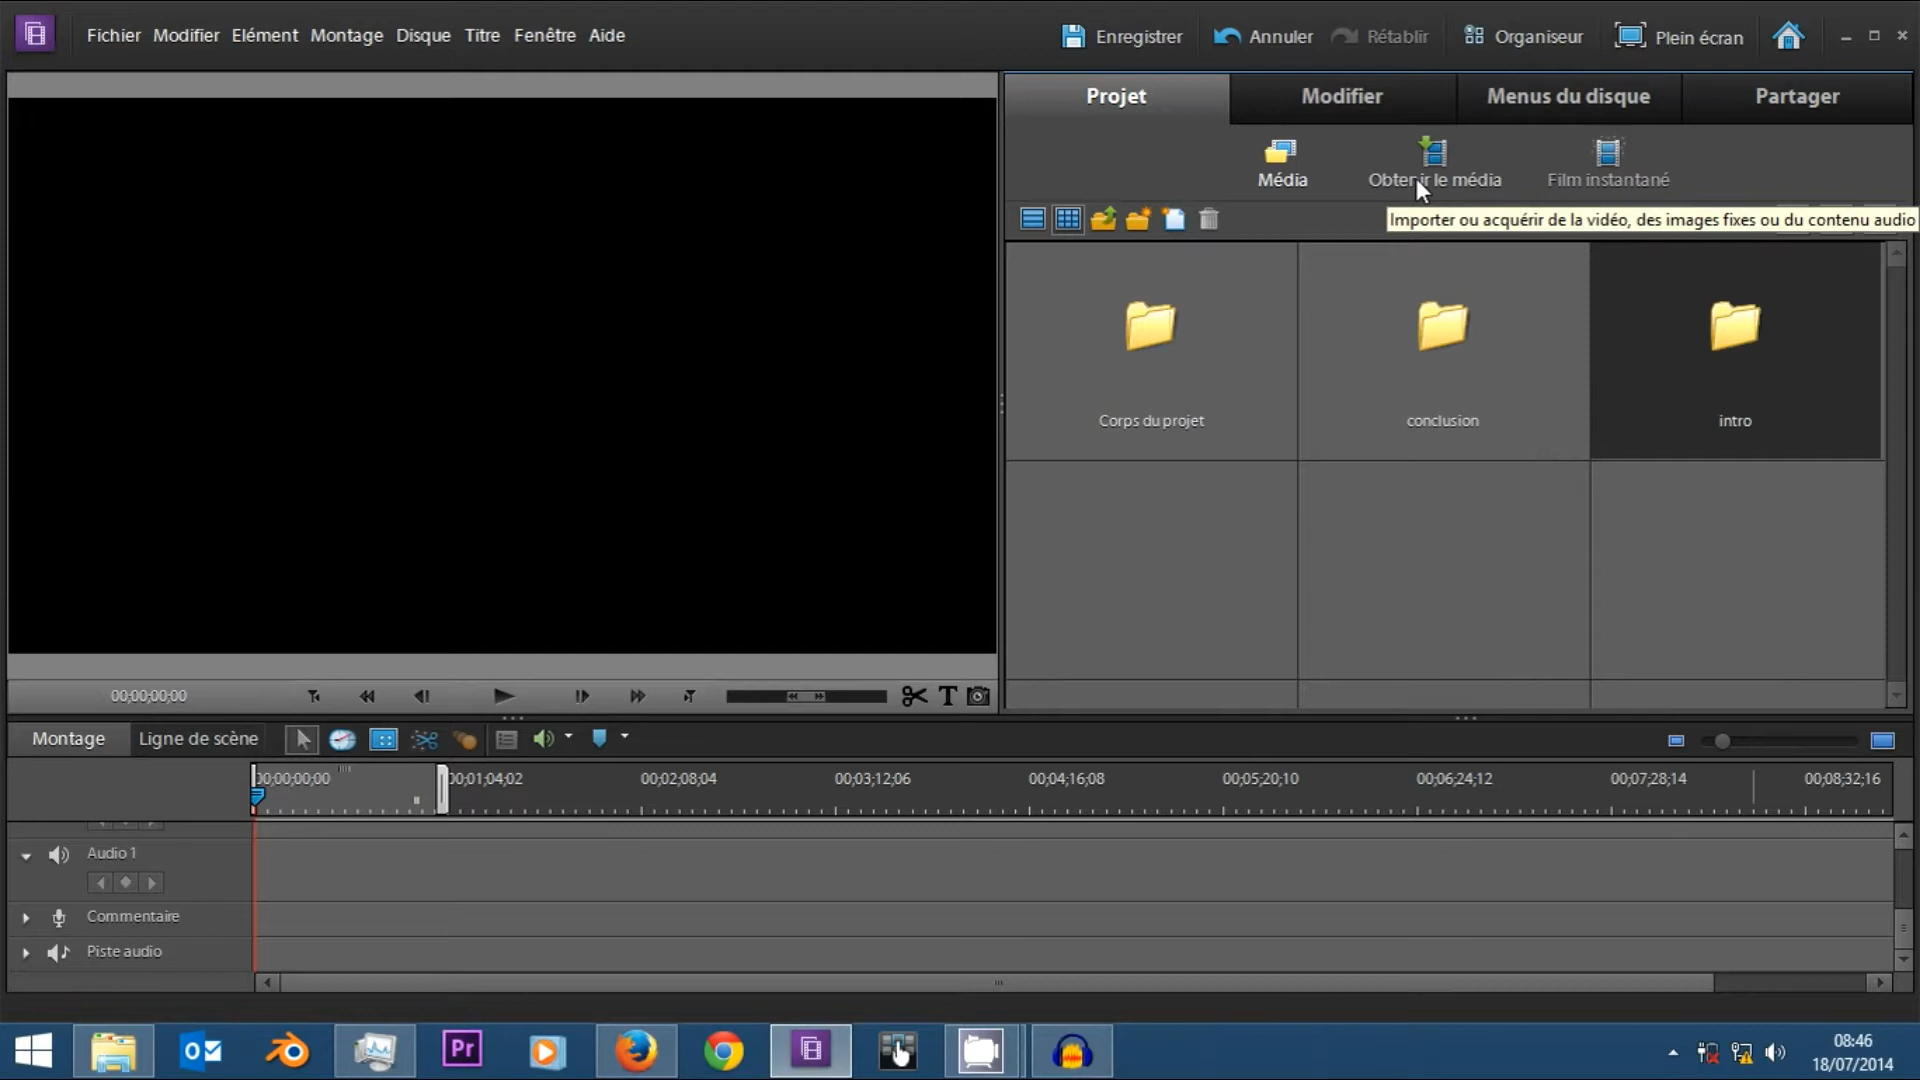 Fichier Modifier Elément Montage Disque Titre Fenêtre Aide
Enregistrer Annuler Rétablir Organiseur Plein écran
Projet Modifier Menus du disque Partager
Média Obtenir le média Film instantané
Importer ou acquérir de la vidéo, des images fixes ou du contenu audio
Corps du projet conclusion intro
00;00;00;00
T
Montage Ligne de scène
00;00;00;00 00;01;04;02 00;02;08;04 00;03;12;06 00;04;16;08 00;05;20;10 00;06;24;12 00;07;28;14 00;08;32;16
Audio 1
Commentaire
Piste audio
Pr
08:46
18/07/2014